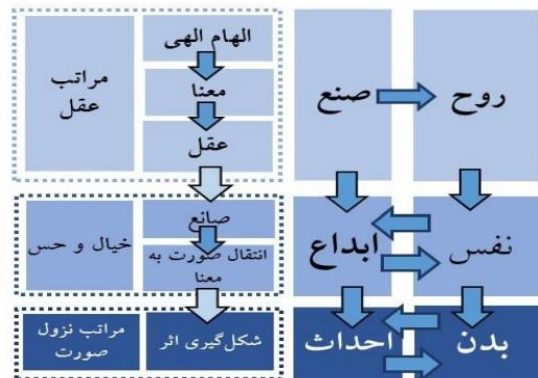 روح
صنع
الهام الهی
معنا
عقل
مراتب
عقل
نفس
ابداع
صانع
انتقال صورت به
معنا
خیال و حس
بدن
احداث
شکل‌گیری اثر
مراتب نزول
صورت